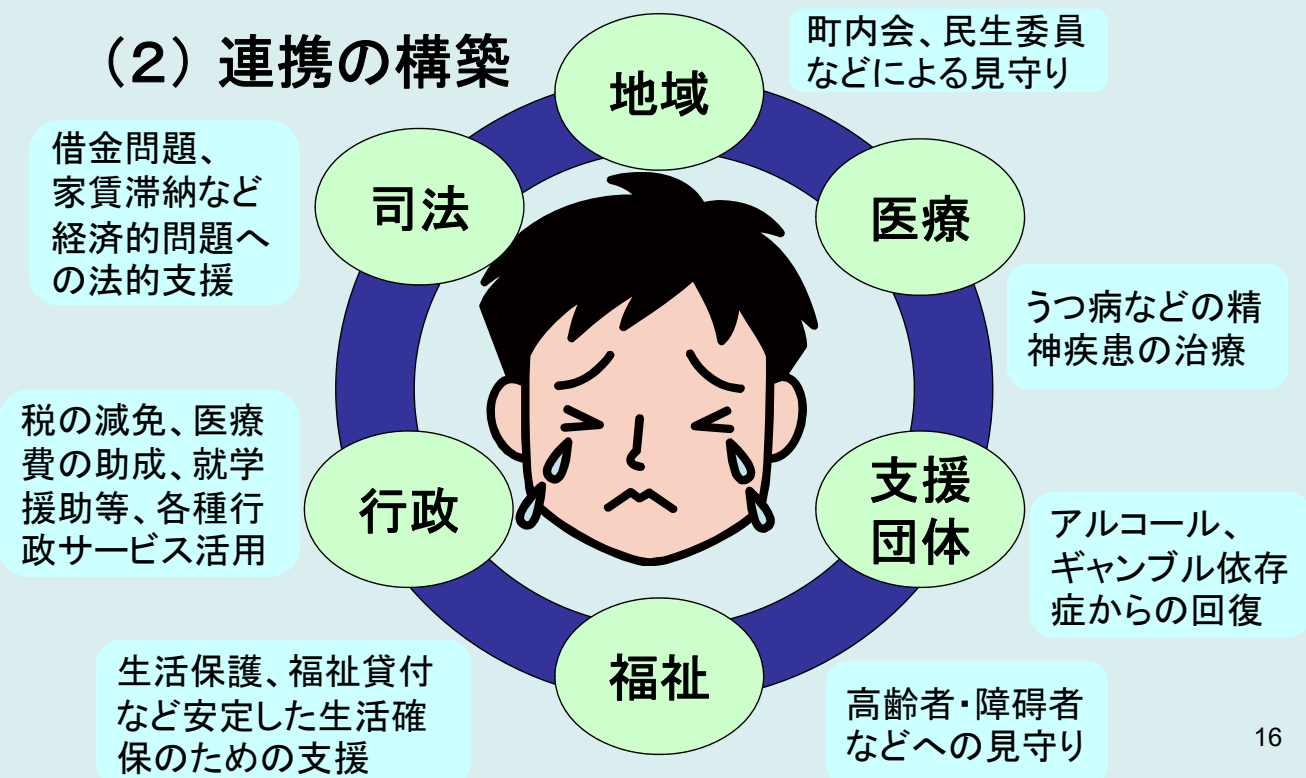 (2) 連携の構築
地域
町内会、民生委員
などによる見守り
司法
借金問題、
家賃滞納など
経済的問題へ
の法的支援
医療
うつ病などの精
神疾患の治療
行政
税の減免、医療
費の助成、就学
援助等、各種行
政サービス活用
支援
団体
アルコール、
ギャンブル依存
症からの回復
福祉
生活保護、福祉貸付
など安定した生活確
保のための支援
高齢者・障碍者
などへの見守り
16